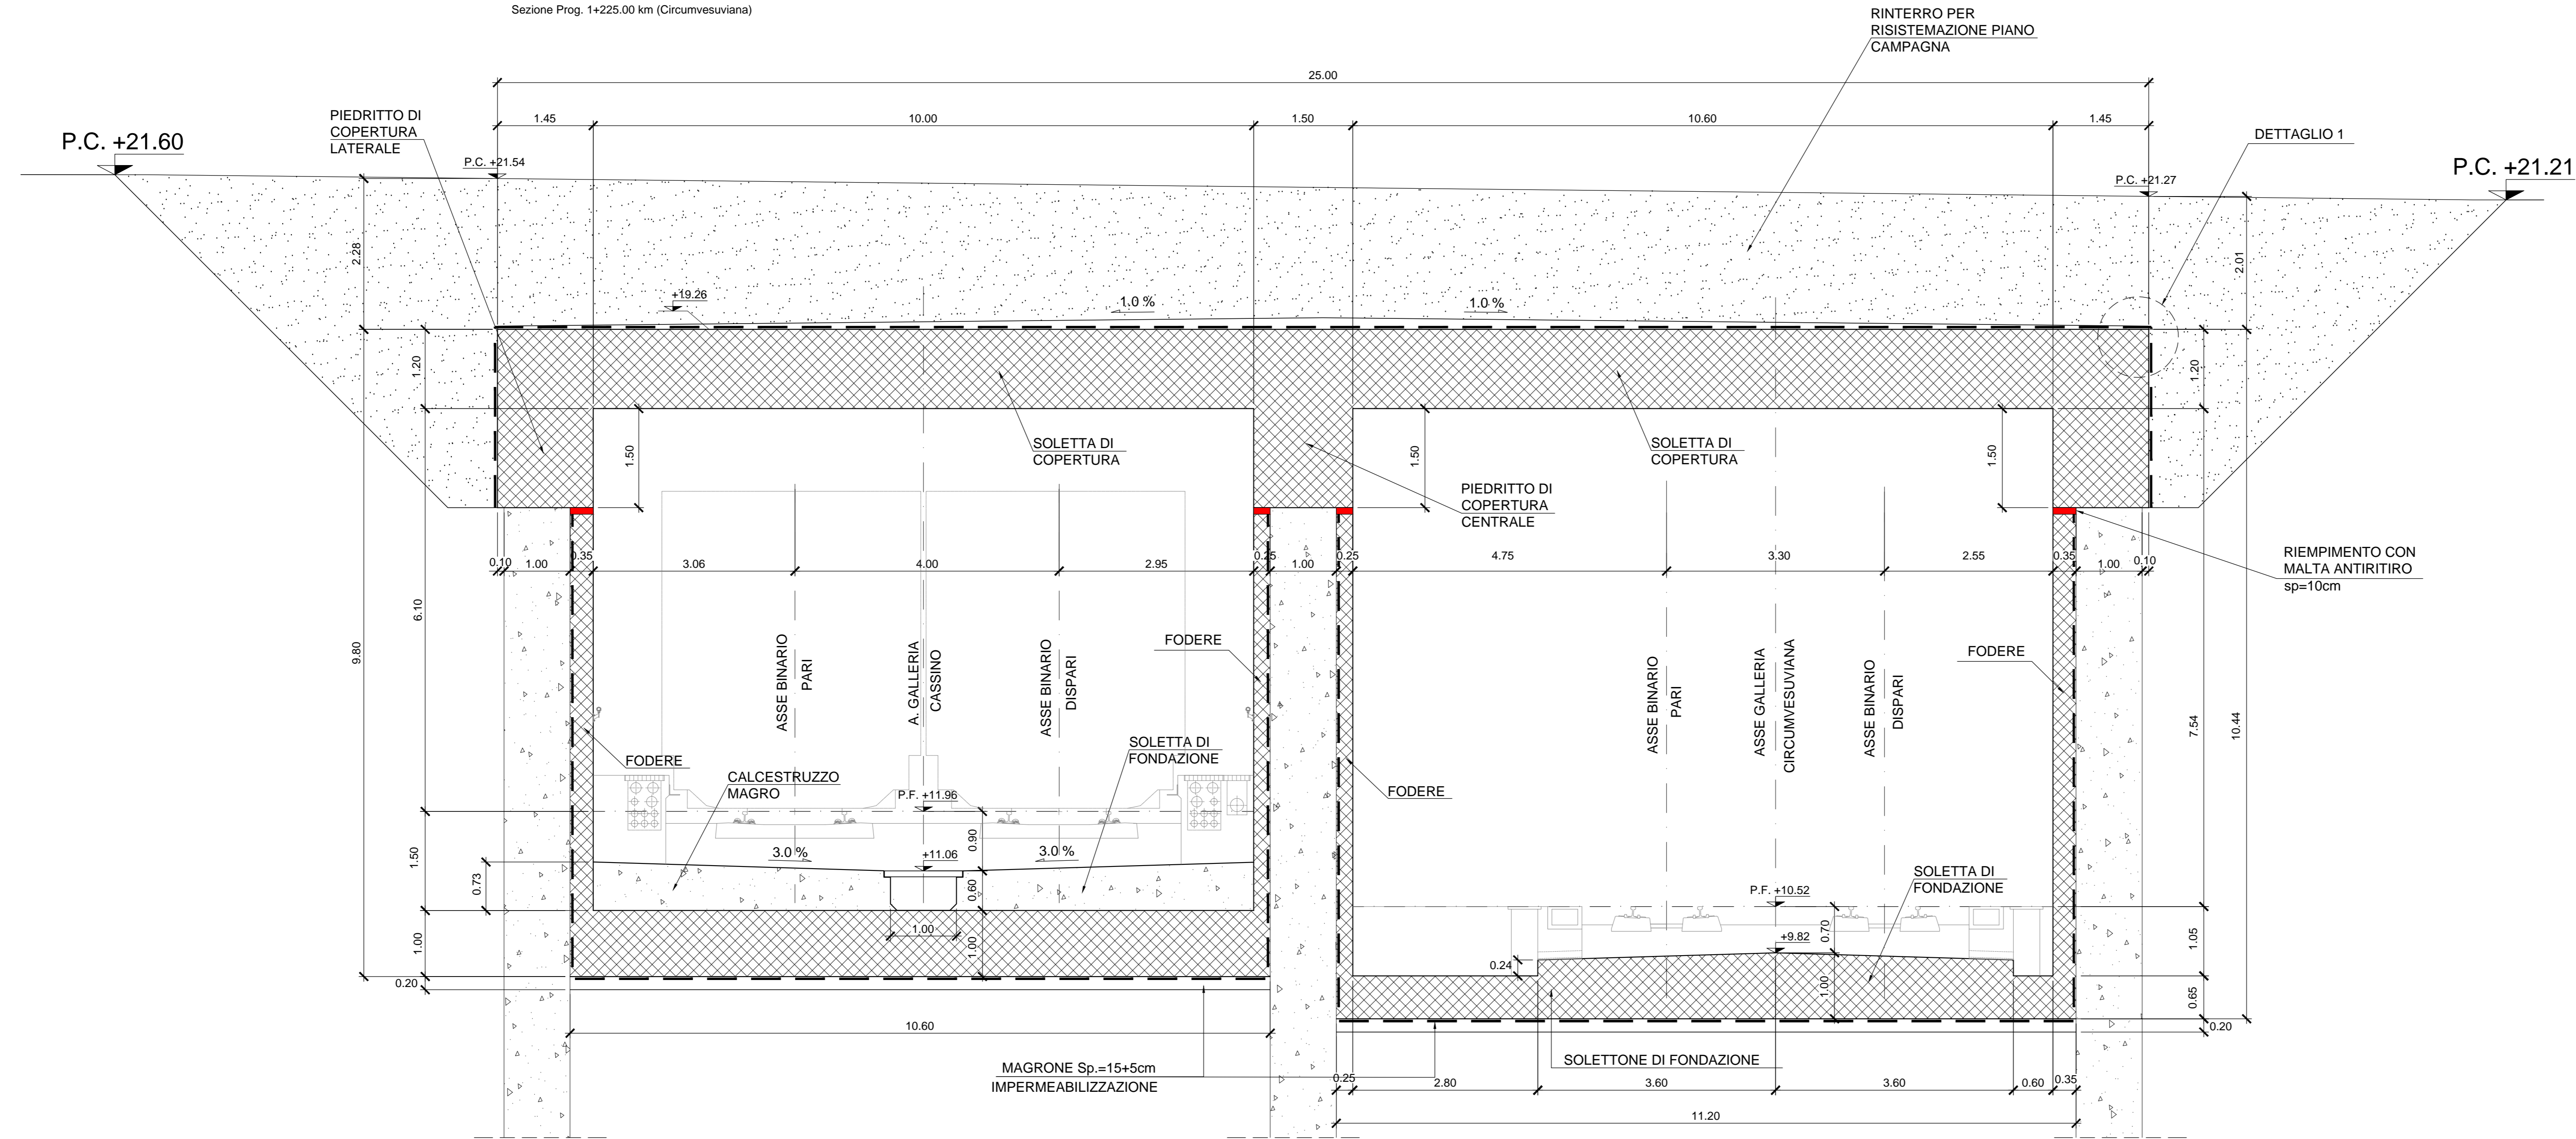 Sezione Prog. 1+225.00 km (Circumvesuviana)
RINTERRO PER
RISISTEMAZIONE PIANO
CAMPAGNA
25.00
PIEDRITTO DI
COPERTURA
LATERALE
1.45
10.00
1.50
10.60
1.45
DETTAGLIO 1
P.C. +21.60
P.C. +21.54
P.C. +21.27
P.C. +21.21
2.28
2.01
+19.26
1.0 %
1.0 %
1.20
1.20
1.50
SOLETTA DI
COPERTURA
1.50
SOLETTA DI
COPERTURA
1.50
PIEDRITTO DI
COPERTURA
CENTRALE
0.10
1.00
0.35
3.06
4.00
2.95
0.25
1.00
0.25
4.75
3.30
2.55
0.35
1.00
0.10
RIEMPIMENTO CON
MALTA ANTIRITIRO
sp=10cm
6.10
9.80
ASSE BINARIO
PARI
A. GALLERIA
CASSINO
ASSE BINARIO
DISPARI
FODERE
ASSE BINARIO
PARI
ASSE GALLERIA
CIRCUMVESUVIANA
ASSE BINARIO
DISPARI
FODERE
7.54
10.44
FODERE
CALCESTRUZZO
MAGRO
SOLETTA DI
FONDAZIONE
FODERE
P.F. +11.96
0.90
3.0 %
+11.06
3.0 %
1.50
0.73
0.60
1.00
1.00
1.00
0.20
SOLETTA DI
FONDAZIONE
P.F. +10.52
0.70
+9.82
0.24
1.00
1.05
0.65
0.20
10.60
MAGRONE Sp.=15+5cm
IMPERMEABILIZZAZIONE
SOLETTONE DI FONDAZIONE
0.25
2.80
3.60
3.60
0.60
0.35
11.20